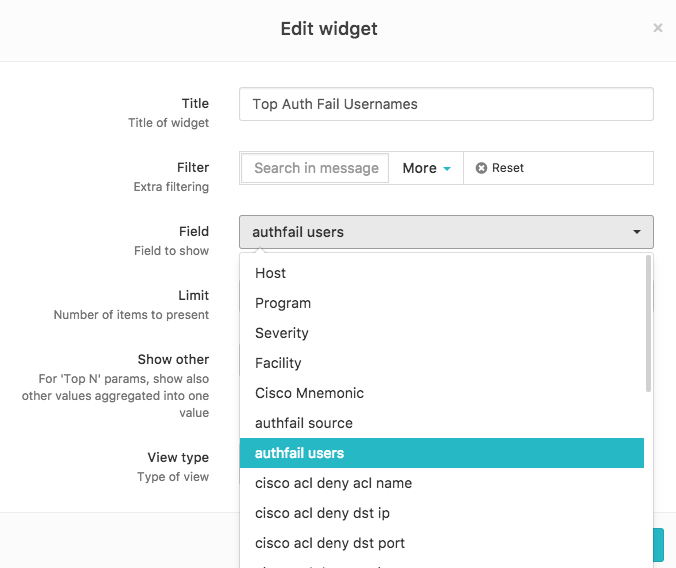 Edit widget
×
Title
Title of widget
Top Auth Fail Usernames
Filter
Extra filtering
Search in message
More
Reset
Field
Field to show
authfail users
Host
Program
Severity
Facility
Cisco Mnemonic
authfail source
authfail users
cisco acl deny acl name
cisco acl deny dst ip
cisco acl deny dst port
Limit
Number of items to present
Show other
For 'Top N' params, show also
other values aggregated into one
value
View type
Type of view